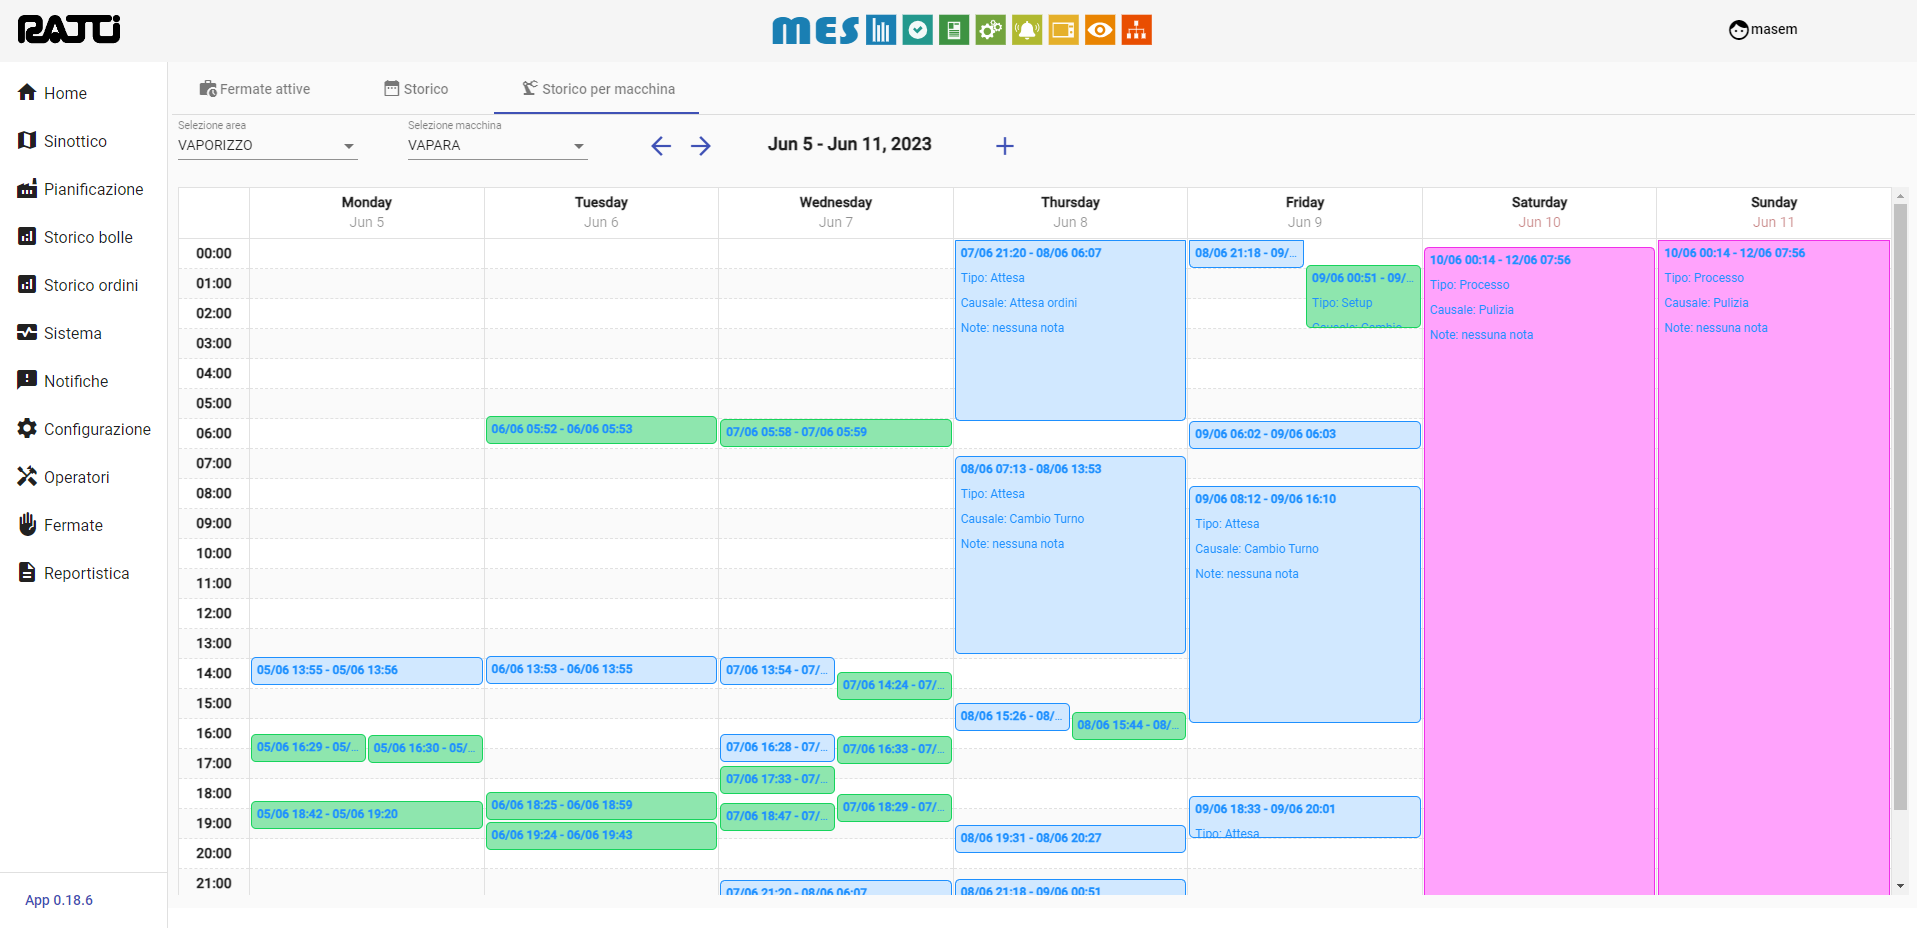 RATTI
MES
masem
Home
Sinottico
Pianificazione
Storico bolle
Storico ordini
Sistema
Notifiche
Configurazione
Operatori
Fermate
Reportistica
App 0.18.6
Fermate attive
Storico
Storico per macchina
Selezione area
VAPORIZZO
Selezione macchina
VAPARA
Jun 5 - Jun 11, 2023
Monday
Jun 5
Tuesday
Jun 6
Wednesday
Jun 7
Thursday
Jun 8
Friday
Jun 9
Saturday
Jun 10
Sunday
Jun 11
00:00
01:00
02:00
03:00
04:00
05:00
06:00
07:00
08:00
09:00
10:00
11:00
12:00
13:00
14:00
15:00
16:00
17:00
18:00
19:00
20:00
21:00
05/06 13:55 - 05/06 13:56
05/06 16:29 - 05/...
05/06 16:30 - 05/...
05/06 18:42 - 05/06 19:20
06/06 05:52 - 06/06 05:53
06/06 13:53 - 06/06 13:55
06/06 18:25 - 06/06 18:59
06/06 19:24 - 06/06 19:43
07/06 05:58 - 07/06 05:59
07/06 13:54 - 07/...
07/06 14:24 - 07/...
07/06 16:28 - 07/...
07/06 16:33 - 07/...
07/06 17:33 - 07/...
07/06 18:29 - 07/...
07/06 18:47 - 07/...
07/06 21:20 - 08/06 06:07
07/06 21:20 - 08/06 06:07
Tipo: Attesa
Causale: Attesa ordini
Note: nessuna nota
08/06 07:13 - 08/06 13:53
Tipo: Attesa
Causale: Cambio Turno
Note: nessuna nota
08/06 15:26 - 08/...
08/06 15:44 - 08/...
08/06 19:31 - 08/06 20:27
08/06 21:18 - 09/06 00:51
08/06 21:18 - 09/...
09/06 00:51 - 09/...
Tipo: Setup
Causale: Cambio
09/06 06:02 - 09/06 06:03
09/06 08:12 - 09/06 16:10
Tipo: Attesa
Causale: Cambio Turno
Note: nessuna nota
09/06 18:33 - 09/06 20:01
Tipo: Attesa
10/06 00:14 - 12/06 07:56
Tipo: Processo
Causale: Pulizia
Note: nessuna nota
10/06 00:14 - 12/06 07:56
Tipo: Processo
Causale: Pulizia
Note: nessuna nota